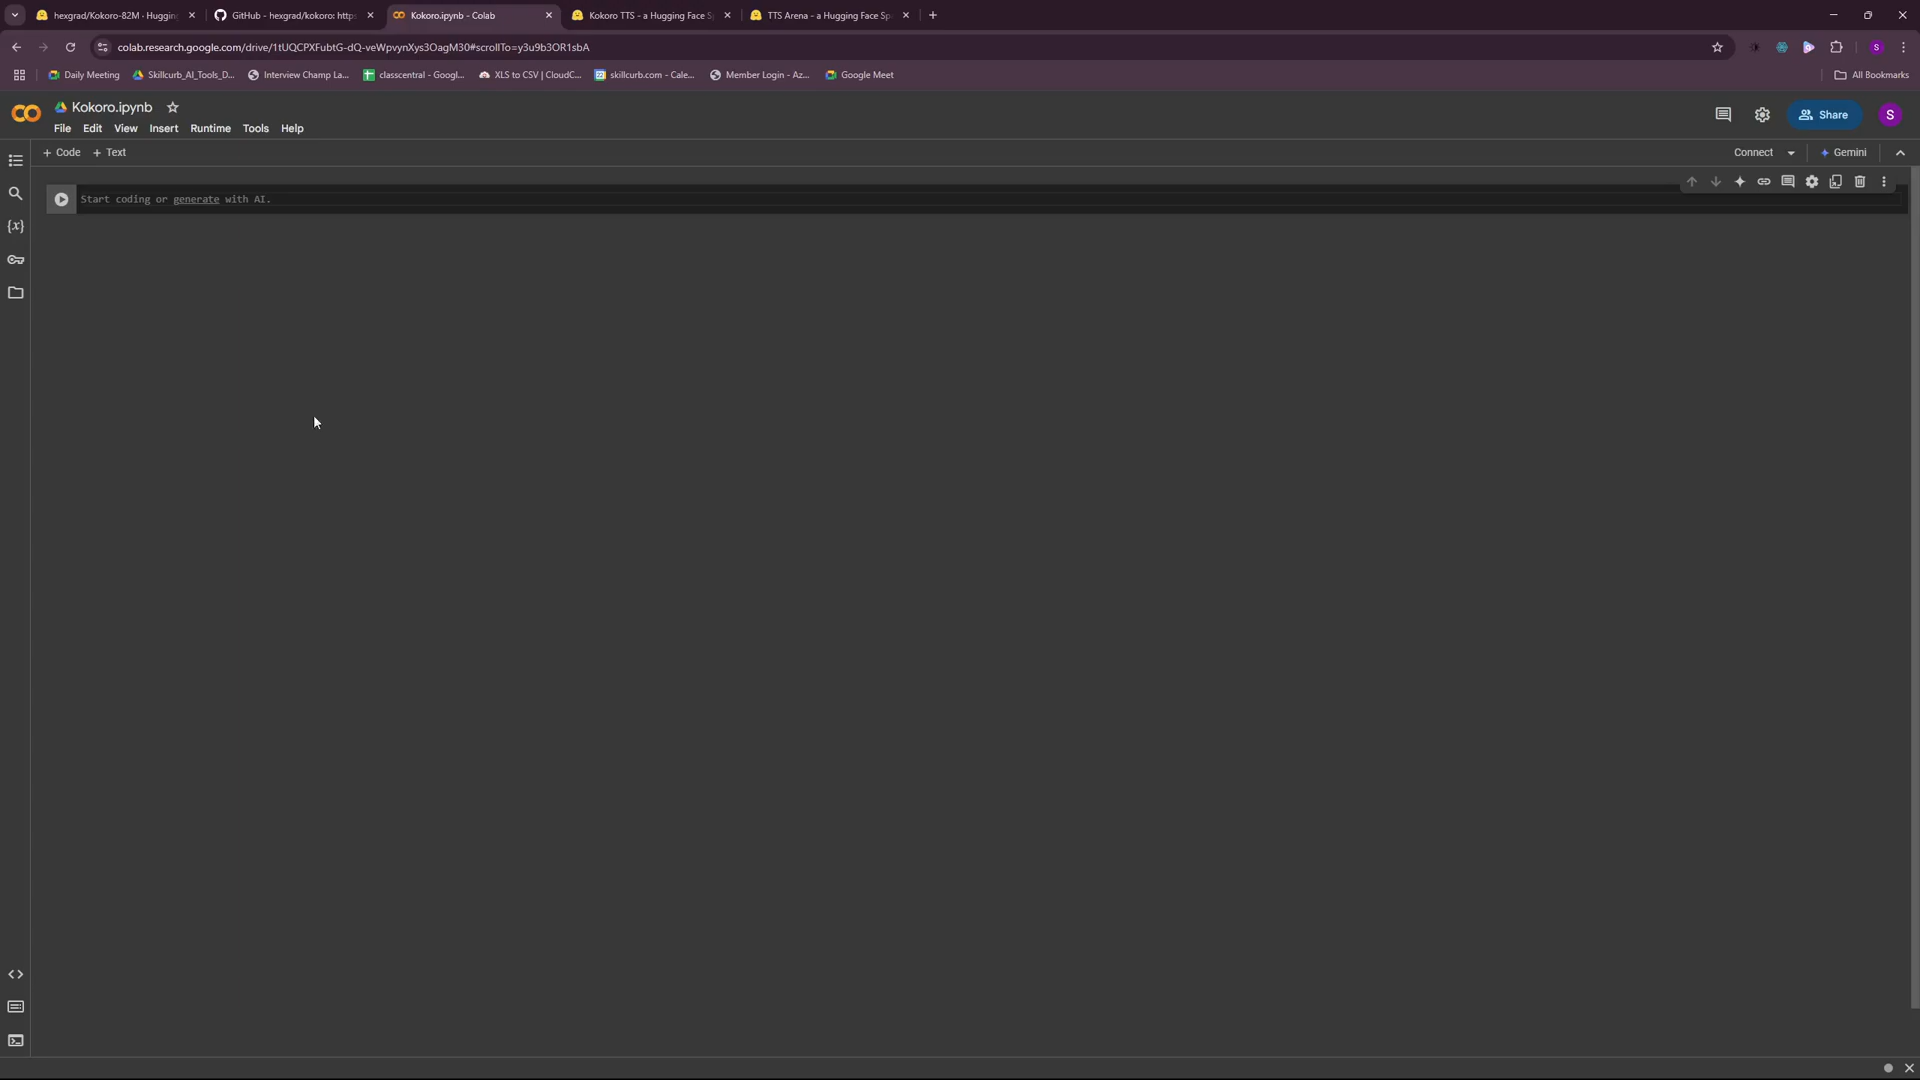 hexgrad/Kokoro-82M · Hugging
GitHub - hexgrad/kokoro: http
Kokoro.ipynb - Colab
Kokoro TTS - a Hugging Face S
TTS Arena - a Hugging Face Sp
colab.research.google.com/drive/1tUQCPXFubtG-dQ-veWpvynXys3OagM30#scrollTo=y3u9b3OR1sbA
S
Daily Meeting
Skillcurb_AI_Tools_D...
Interview Champ La...
classcentral - Googl...
XLS to CSV | CloudC...
skillcurb.com - Cale...
Member Login - Az...
Google Meet
All Bookmarks
Kokoro.ipynb
File Edit View Insert Runtime Tools Help
Share
S
+ Code + Text
Connect
Gemini
Start coding or generate with AI.